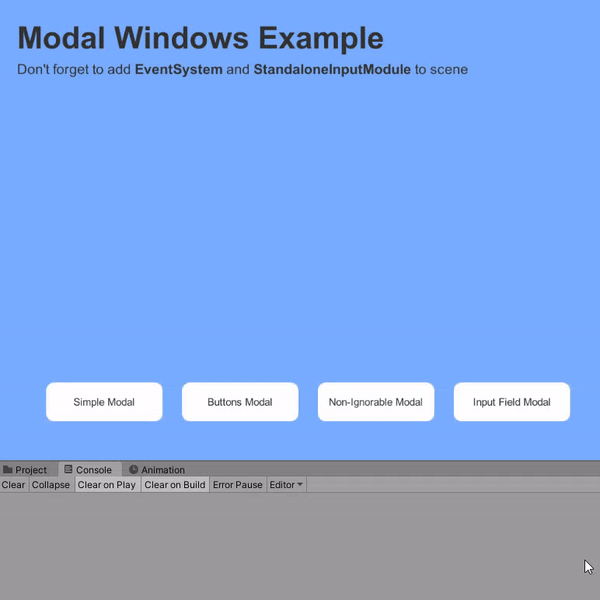 Modal Windows Example
Don't forget to add EventSystem and StandaloneInputModule to scene
Simple Modal Buttons Modal Non-Ignorable Modal Input Field Modal
Project Console Animation
Clear Collapse Clear on Play Clear on Build Error Pause Editor